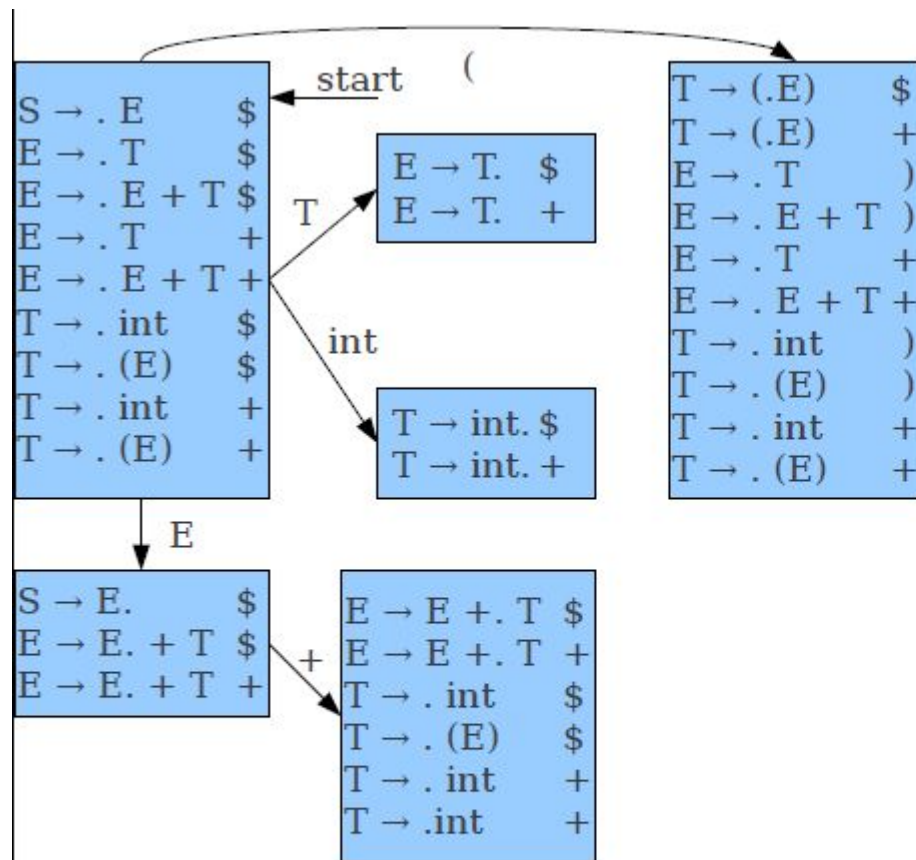 (
start
S → . E $
E → . T $
E → . E + T $
E → . T +
E → . E + T +
T → . int $
T → . (E) $
T → . int +
T → . (E) +
T
E → T. $
E → T. +
int
T → int. $
T → int. +
T → (.E) $
T → (.E) +
E → . T )
E → . E + T )
E → . T +
E → . E + T +
T → . int )
T → . (E) )
T → . int +
T → . (E) +
E
S → E. $
E → E. + T $
E → E. + T +
+
E → E +. T $
E → E +. T +
T → . int $
T → . (E) $
T → . int +
T → .int +